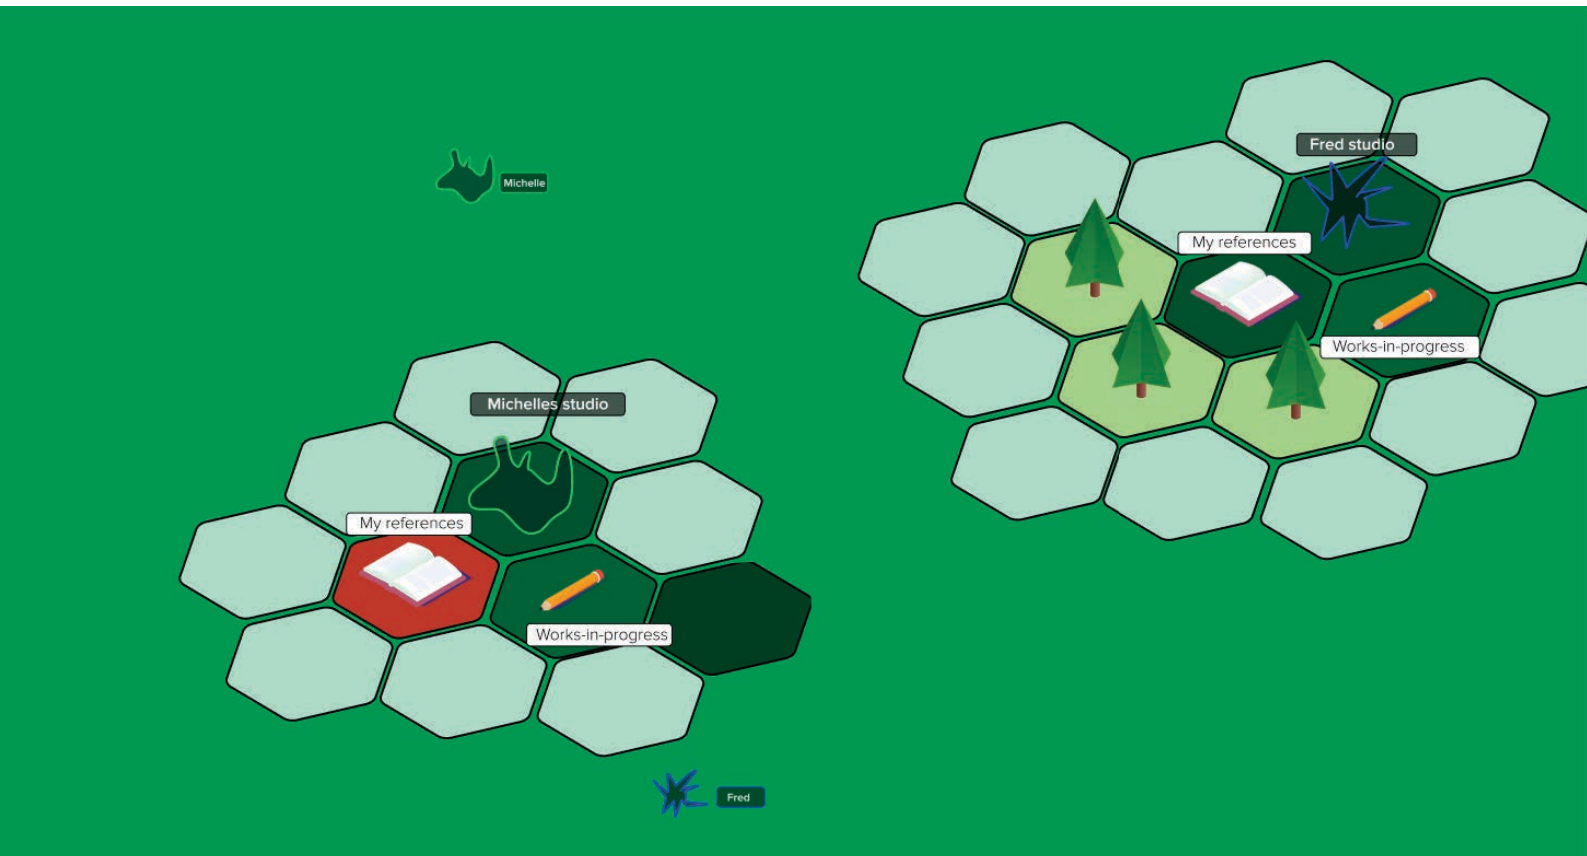 Fred studio
Michelle
My references
Works-in-progress
Michelles studio
My references
Works-in-progress
Fred